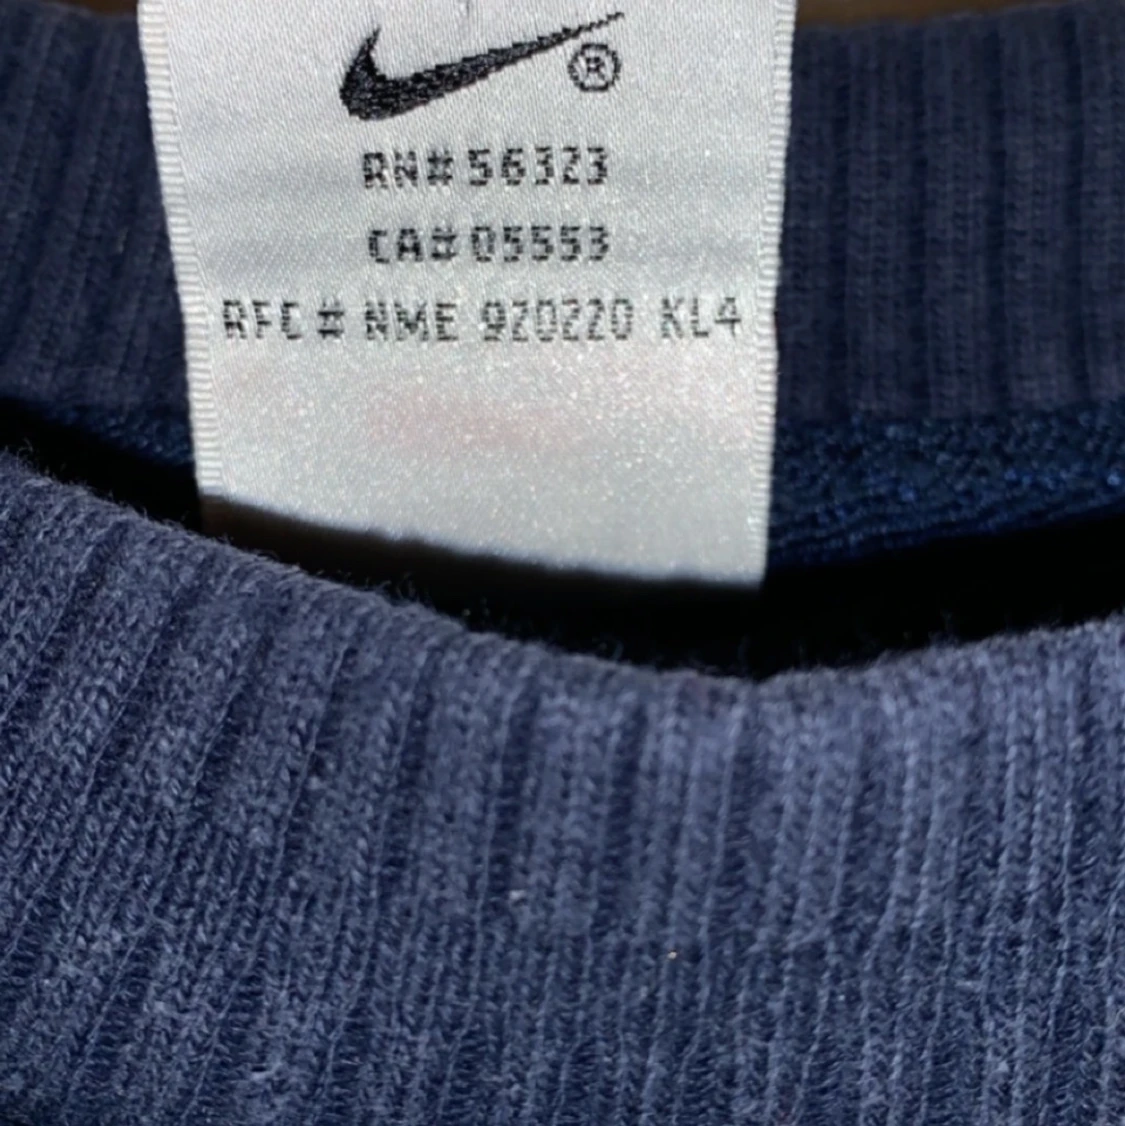 ®
RN# 56323
CA# 05553
RFC # NME 920220 KL4